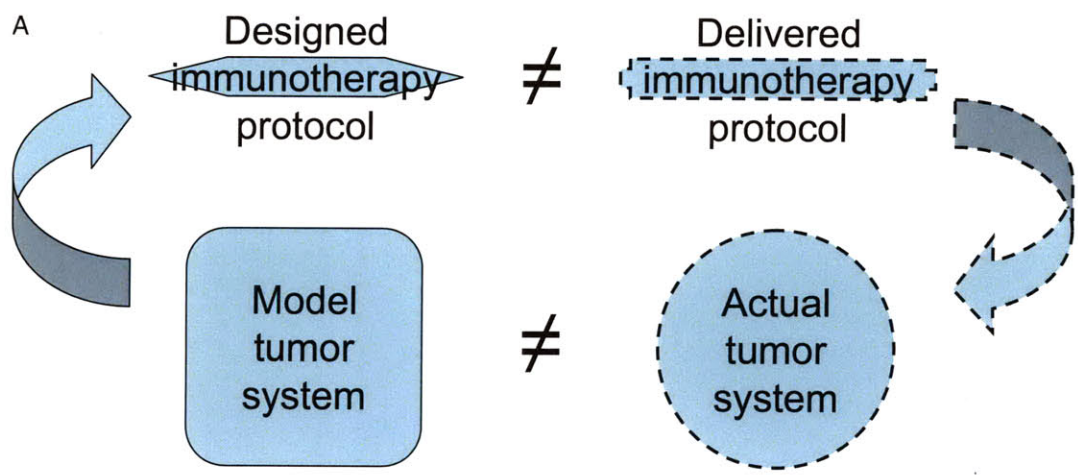 A
Designed
immunotherapy
protocol
≠
Delivered
immunotherapy
protocol
Model
tumor
system
≠
Actual
tumor
system